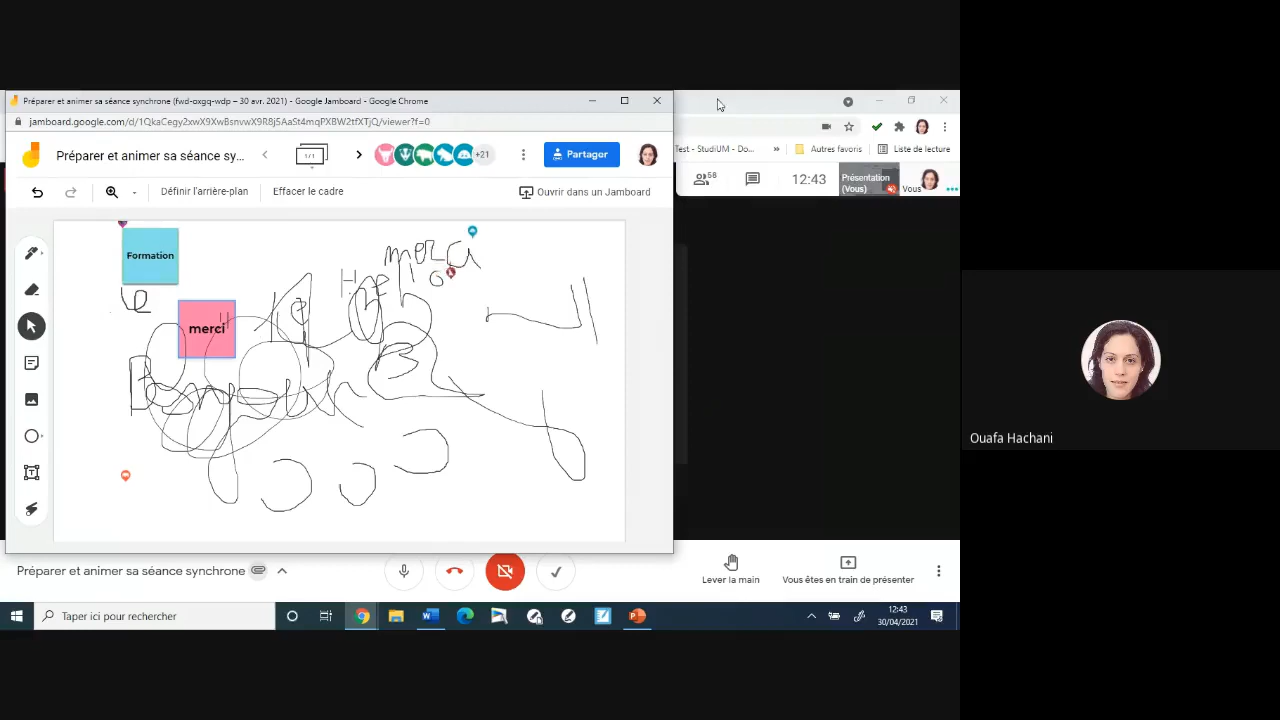 Préparer et animer sa séance synchrone (fwd-oxgq-wdp – 30 avr. 2021) - Google Jamboard - Google Chrome
jamboard.google.com/d/1QkaCegy2xwX9XwBsnvwX9R8j5AaSt4mqPXBW2tfXTjQ/viewer?f=0
Préparer et animer sa séance sy...
1/1
+21
Partager
Définir l'arrière-plan
Effacer le cadre
Ouvrir dans un Jamboard
Test - StudiUM - Do...
»
Autres favoris
Liste de lecture
58
12:43
Présentation
(Vous)
Vous
Formation
merci
merci
Bonjour
Préparer et animer sa séance synchrone
Lever la main
Vous êtes en train de présenter
Taper ici pour rechercher
12:43
30/04/2021
Ouafa Hachani